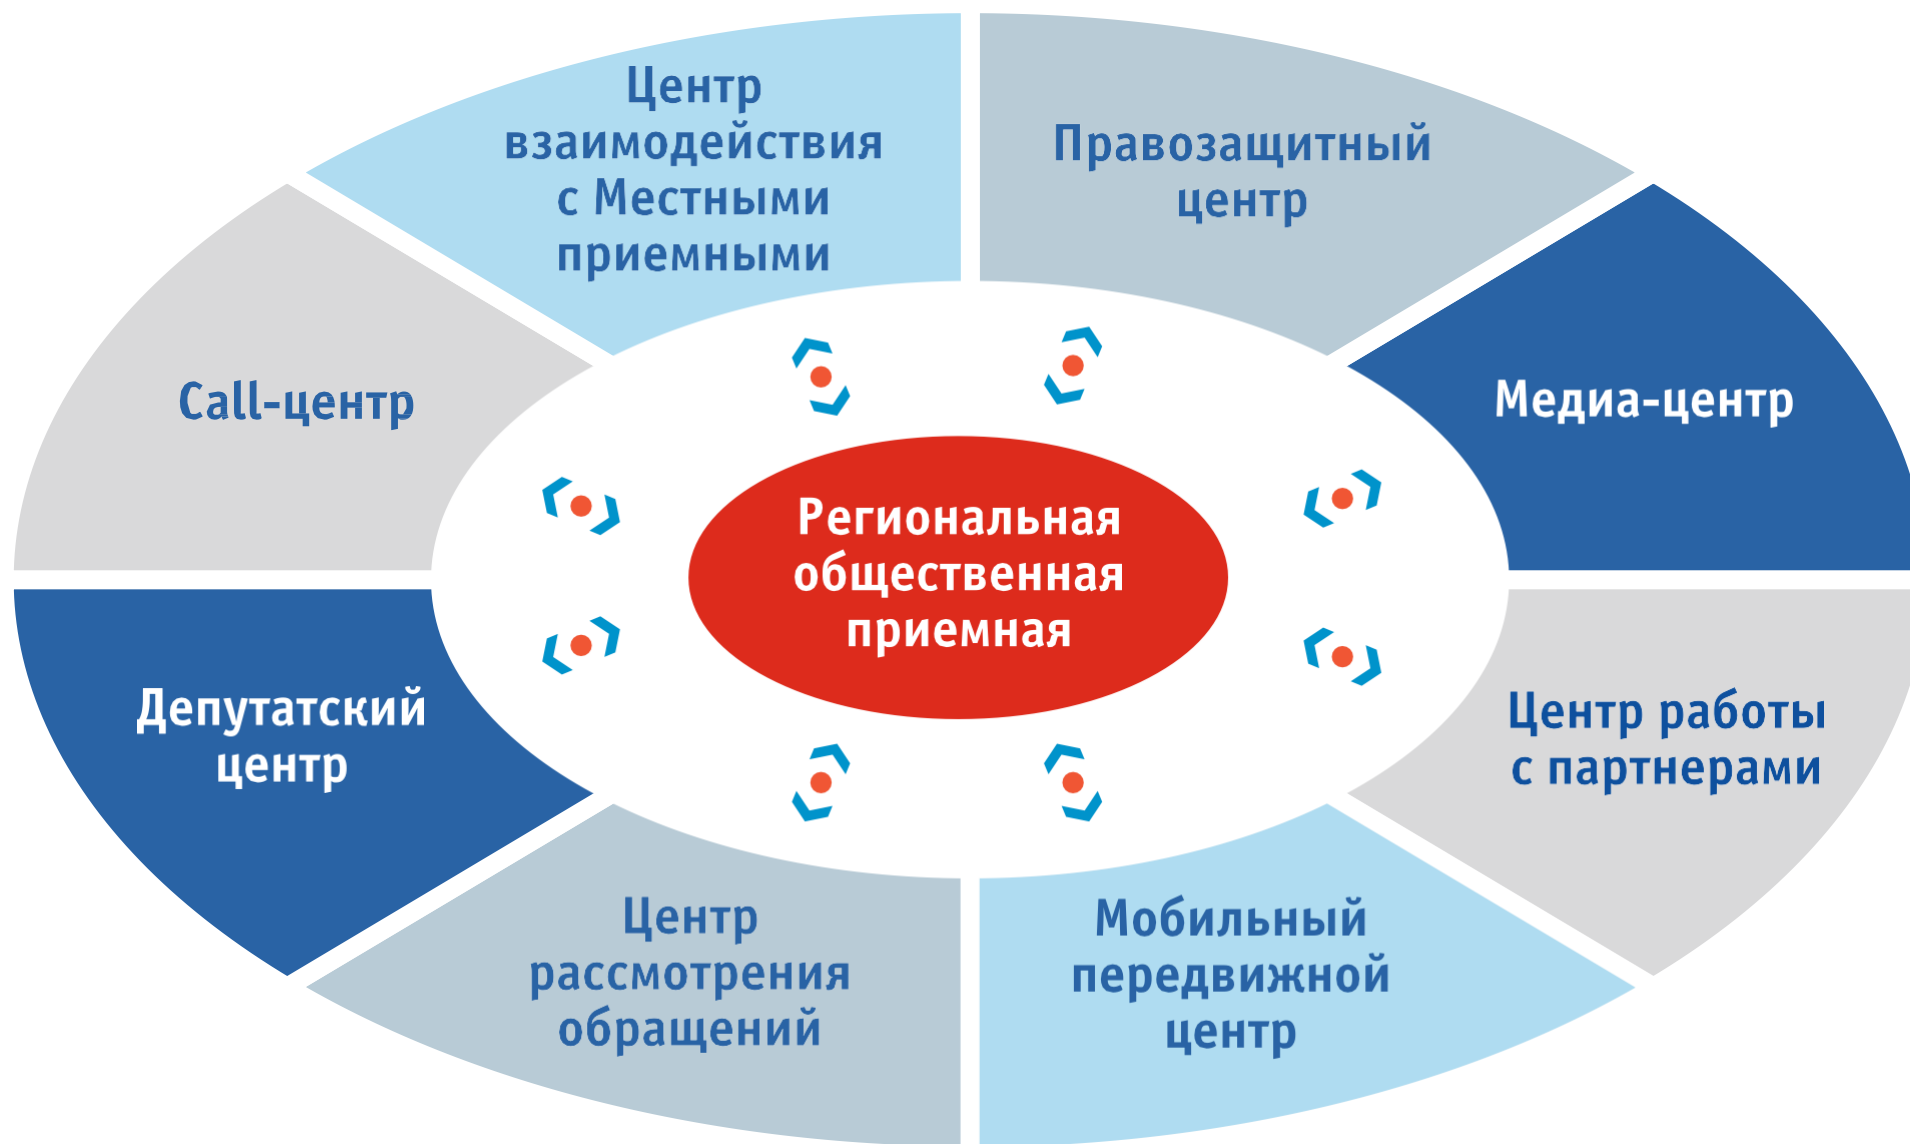 Центр
взаимодействия
с Местными
приемными
Правозащитный
центр
Call-центр
Медиа-центр
Региональная
общественная
приемная
Депутатский
центр
Центр работы
с партнерами
Центр
рассмотрения
обращений
Мобильный
передвижной
центр